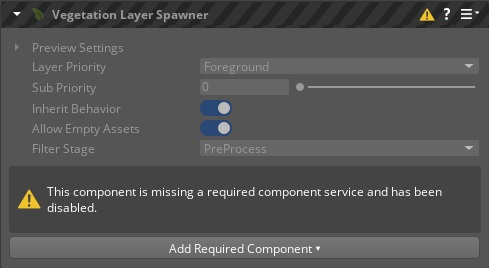 Vegetation Layer Spawner
?
Preview Settings
Layer Priority Foreground
Sub Priority 0
Inherit Behavior
Allow Empty Assets
Filter Stage PreProcess
This component is missing a required component service and has been
disabled.
Add Required Component